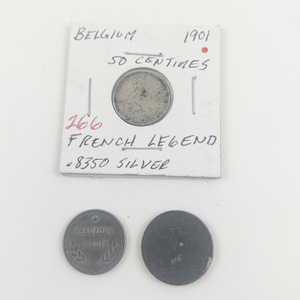 BELGIUM 1901
50 CENTIMES
266
FRENCH LEGEND
.8350 SILVER